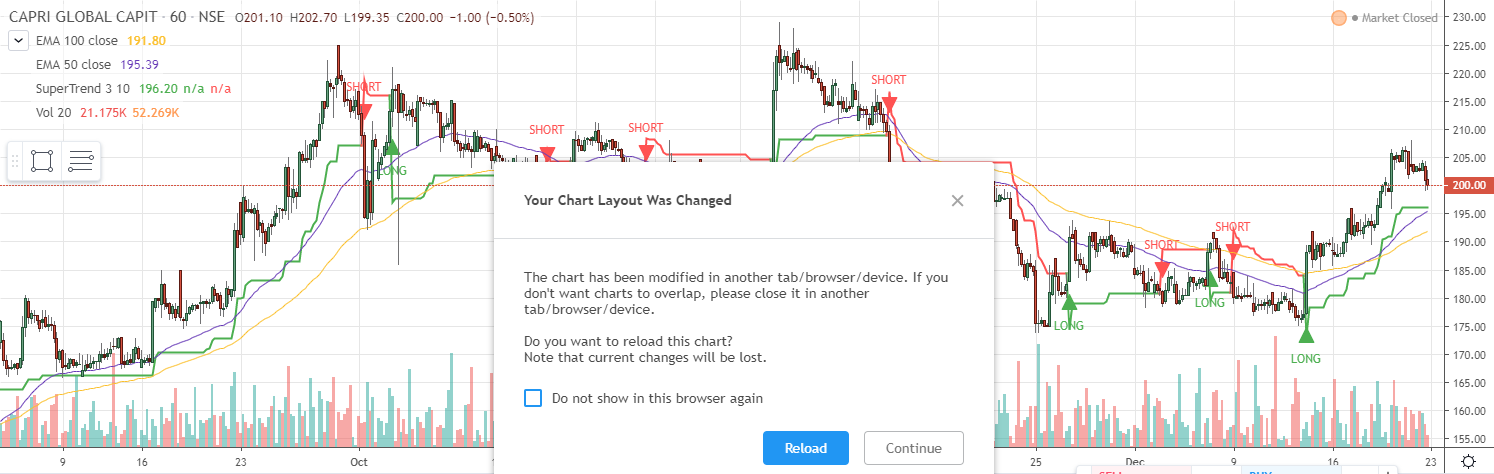 CAPRI GLOBAL CAPIT · 60 · NSE O201.10 H202.70 L199.35 C200.00 −1.00 (−0.50%)
Market Closed
EMA 100 close 191.80
EMA 50 close 195.39
SuperTrend 3 10 196.20 n/a n/a
Vol 20 21.175K 52.269K
SHORT
LONG
SHORT
SHORT
SHORT
LONG
SHORT
LONG
SHORT
LONG
230.00
225.00
220.00
215.00
210.00
205.00
200.00
195.00
190.00
185.00
180.00
175.00
170.00
165.00
160.00
155.00
Your Chart Layout Was Changed
The chart has been modified in another tab/browser/device. If you
don't want charts to overlap, please close it in another
tab/browser/device.
Do you want to reload this chart?
Note that current changes will be lost.
Do not show in this browser again
Reload Continue
9 16 23 Oct 25 Dec 9 16 23